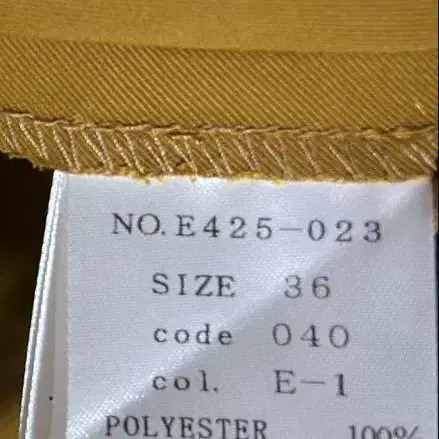 NO. E425-023
SIZE 36
code 040
col. E-1
POLYESTER 100%